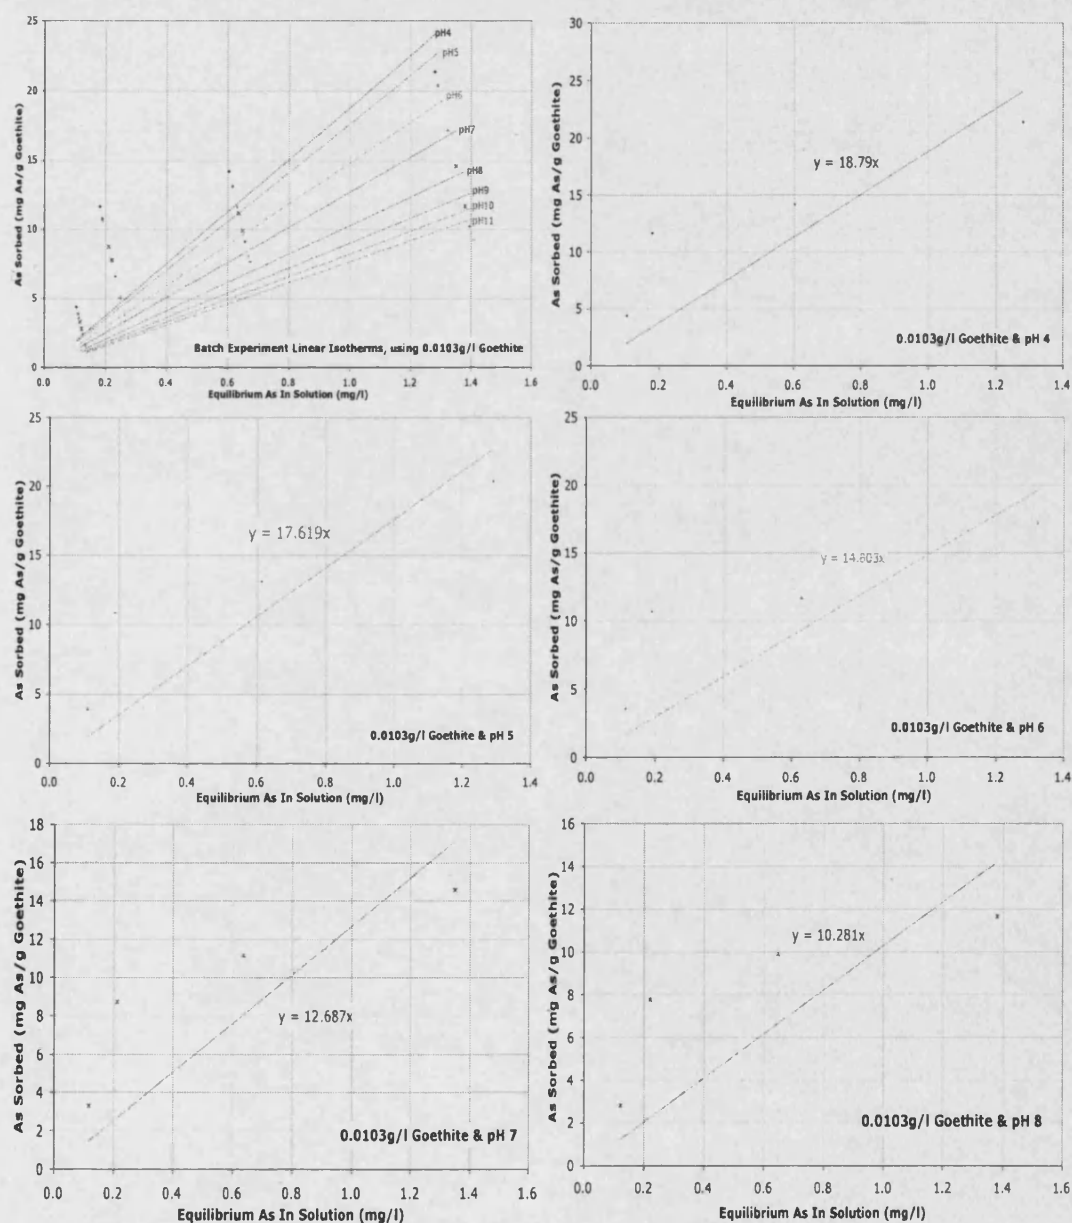 As Sorbed (mg As/g Goethite)
25
20
15
10
5
0
pH4
pH5
pH6
pH7
pH8
pH9
pH10
pH11
Batch Experiment Linear Isotherms, using 0.0103g/l Goethite
0.0 0.2 0.4 0.6 0.8 1.0 1.2 1.4 1.6
Equilibrium As In Solution (mg/l)
As Sorbed (mg As/g Goethite)
30
25
20
15
10
5
0
y = 18.79x
0.0103g/l Goethite & pH 4
0.0 0.2 0.4 0.6 0.8 1.0 1.2 1.4
Equilibrium As In Solution (mg/l)
As Sorbed (mg As/g Goethite)
25
20
15
10
5
0
y = 17.619x
0.0103g/l Goethite & pH 5
0.0 0.2 0.4 0.6 0.8 1.0 1.2 1.4
Equilibrium As In Solution (mg/l)
As Sorbed (mg As/g Goethite)
25
20
15
10
5
0
0.0103g/l Goethite & pH 6
0.0 0.2 0.4 0.6 0.8 1.0 1.2 1.4
Equilibrium As In Solution (mg/l)
As Sorbed (mg As/g Goethite)
18
16
14
12
10
8
6
4
2
0
y = 12.687x
0.0103g/l Goethite & pH 7
0.0 0.2 0.4 0.6 0.8 1.0 1.2 1.4 1.6
Equilibrium As In Solution (mg/l)
As Sorbed (mg As/g Goethite)
16
14
12
10
8
6
4
2
0
y = 10.281x
0.0103g/l Goethite & pH 8
0.0 0.2 0.4 0.6 0.8 1.0 1.2 1.4 1.6
Equilibrium As In Solution (mg/l)